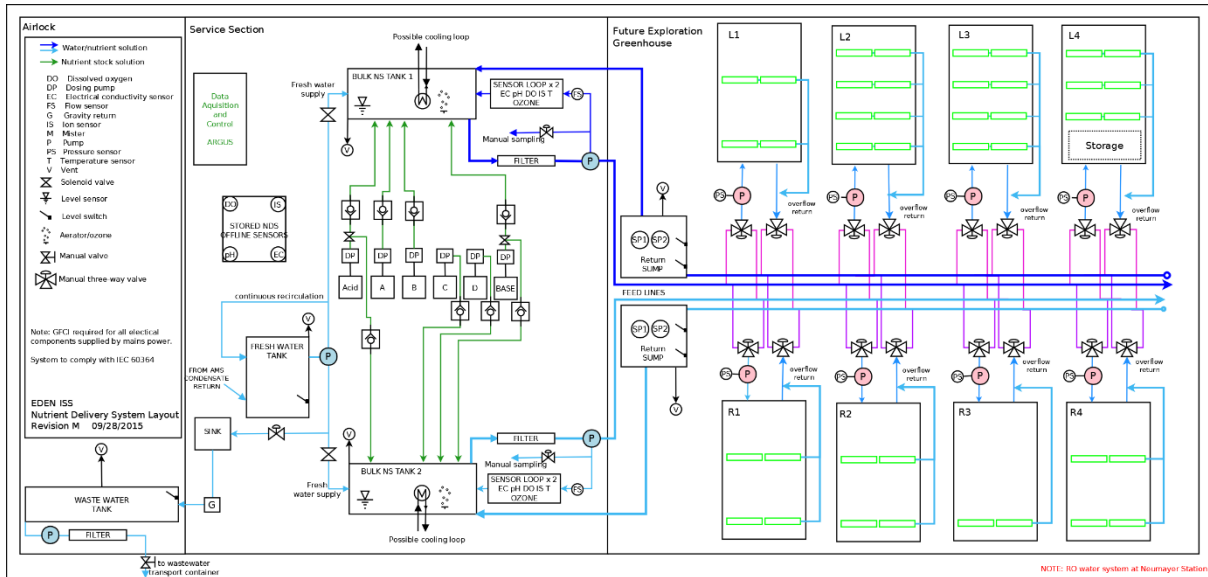 Airlock
Water/nutrient solution
Nutrient stock solution
DO Dissolved oxygen
DP Dosing pump
EC Electrical conductivity sensor
FS Flow sensor
G Gravity return
IS Ion sensor
M Mister
P Pump
PS Pressure sensor
T Temperature sensor
V Vent
Solenoid valve
Level sensor
Level switch
Aerator/ozone
Manual valvo
Manual three-way valve
Note: GFCI required for all electical
components supplied by mains power.
System to comply with IEC 60364
EDEN ISS
Nutrient Delivery System Layout
Revision M 09/28/2015
V
WASTE WATER
TANK
P
FILTER
to wastewater
transport container
G
Service Section
Data
Aquisition
and
Control
ARGUS
DO
IS
STORED NDS
OFFLINE SENSORS
pH
EC
continuous recirculation
V
FRESH WATER
TANK
P
FROM AMS
CONDENSATE
RETURN
SINK
Fresh water
supply
Possible cooling loop
BULK NS TANK 1
M
V
SENSOR LOOP x 2
EC pH DO IS T
OZONE
FS
Manual sampling
FILTER
P
DP
DP
DP
DP
DP
DP
Acid
A
B
C
D
BASE
FILTER
P
Manual sampling
V
Fresh
water supply
BULK NS TANK 2
M
SENSOR LOOP x 2
EC pH DO IS T
OZONE
FS
Possible cooling loop
Future Exploration
Greenhouse
L1
L2
L3
L4
Storage
PS
P
overflow
return
PS
P
overflow
return
PS
P
overflow
return
PS
P
overflow
return
V
SP1
SP2
Return
SUMP
FEED LINES
SP1
SP2
Return
SUMP
V
PS
P
overflow
return
PS
P
overflow
return
PS
P
overflow
return
PS
P
overflow
return
R1
R2
R3
R4
NOTE: RO water system at Neumayer Station